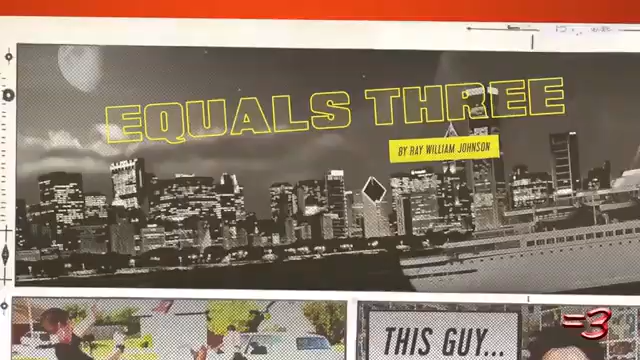 EQUALS THREE
BY RAY WILLIAM JOHNSON
THIS GUY...
=3